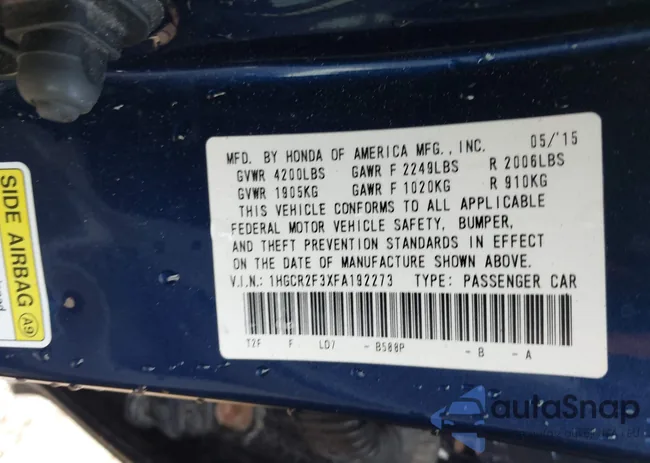 MFD. BY HONDA OF AMERICA MFG., INC. 05/'15
GVWR 4200LBS GAWR F 2249LBS R 2006LBS
GVWR 1905KG GAWR F 1020KG R 910KG
THIS VEHICLE CONFORMS TO ALL APPLICABLE
FEDERAL MOTOR VEHICLE SAFETY, BUMPER,
AND THEFT PREVENTION STANDARDS IN EFFECT
ON THE DATE OF MANUFACTURE SHOWN ABOVE.
V.I.N.: 1HGCR2F3XFA192273 TYPE: PASSENGER CAR
T2F F LD7 - B588P - B - A
SIDE AIRBAG A9
autaSnap